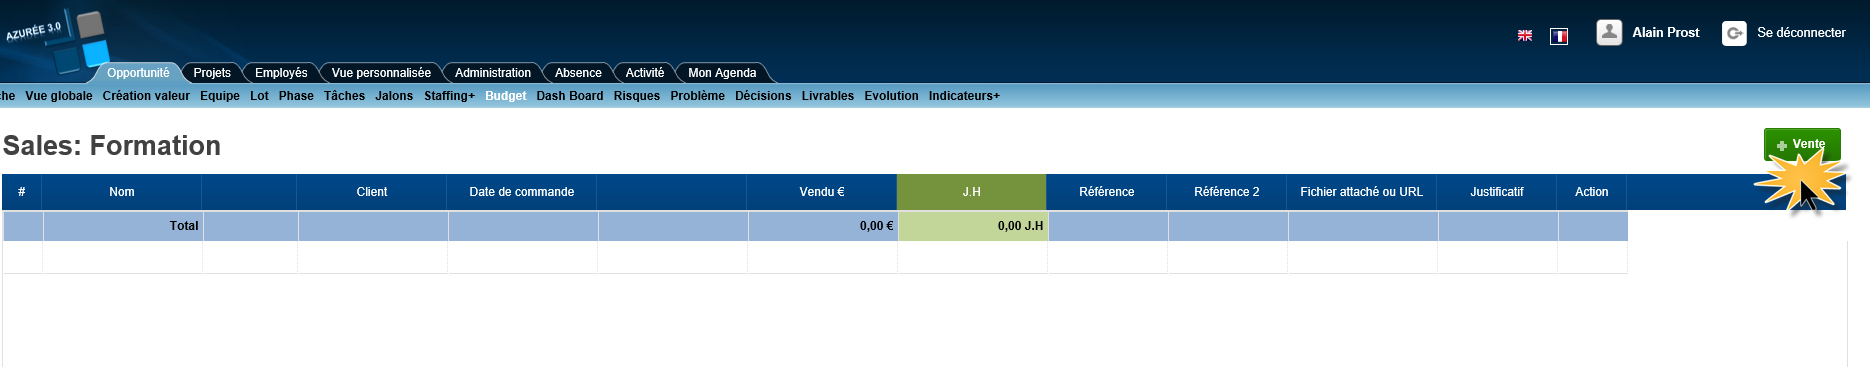 AZURÉE 3.0
Alain Prost Se déconnecter
Opportunité Projets Employés Vue personnalisée Administration Absence Activité Mon Agenda
che Vue globale Création valeur Equipe Lot Phase Tâches Jalons Staffing+ Budget Dash Board Risques Problème Décisions Livrables Evolution Indicateurs+
Sales: Formation
Vente
# Nom Client Date de commande Vendu € J.H Référence Référence 2 Fichier attaché ou URL Justificatif Action
Total 0,00 € 0,00 J.H